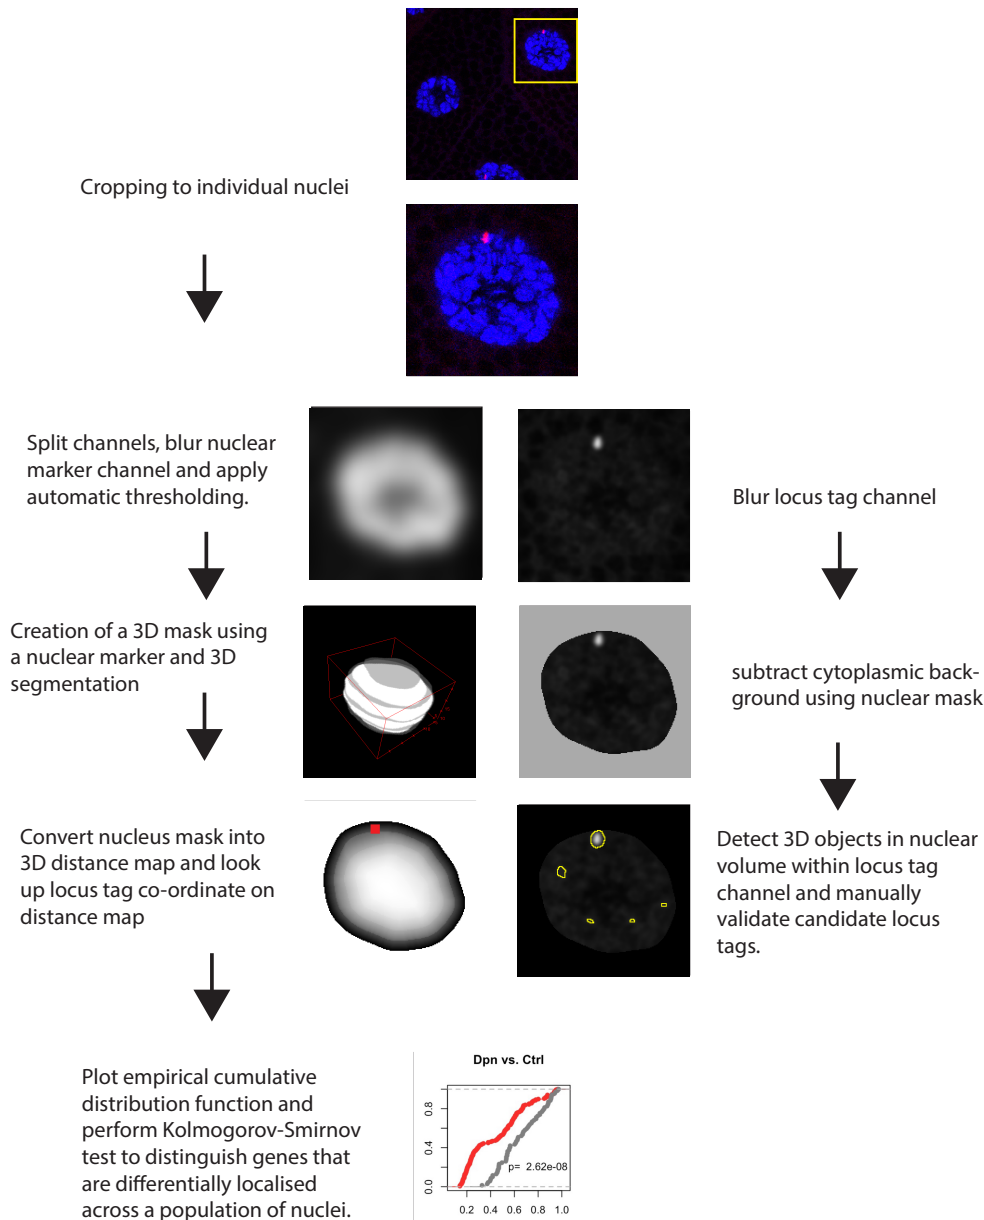 Cropping to individual nuclei
Split channels, blur nuclear
marker channel and apply
automatic thresholding.
Blur locus tag channel
Creation of a 3D mask using
a nuclear marker and 3D
segmentation
subtract cytoplasmic back-
ground using nuclear mask
Convert nucleus mask into
3D distance map and look
up locus tag co-ordinate on
distance map
Detect 3D objects in nuclear
volume within locus tag
channel and manually
validate candidate locus
tags.
Plot empirical cumulative
distribution function and
perform Kolmogorov-Smirnov
test to distinguish genes that
are differentially localised
across a population of nuclei.
Dpn vs. Ctrl
0.8
0.4
0.0
p= 2.62e-08
0.2 0.4 0.6 0.8 1.0